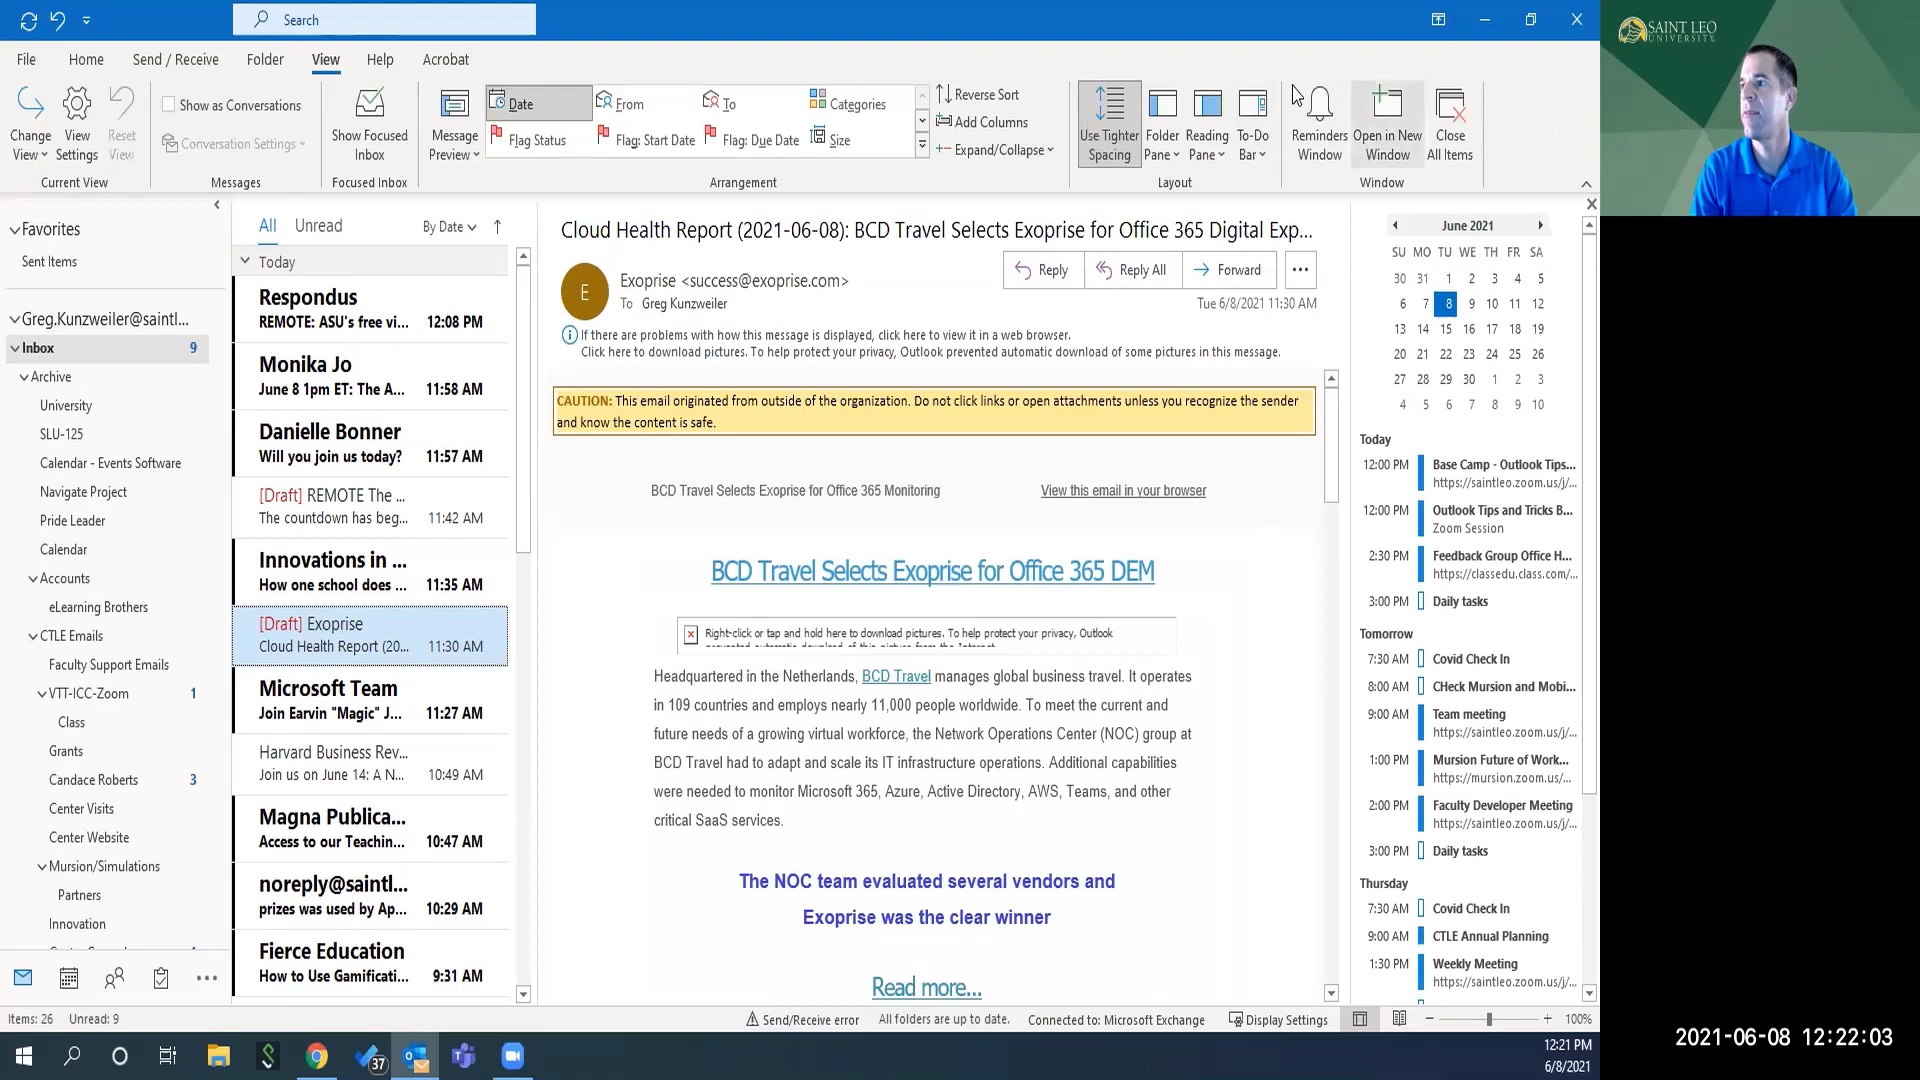 Search
File
Home
Send / Receive
Folder
View
Help
Acrobat
Change
View
View
Settings
Reset
View
Current View
Show as Conversations
Conversation Settings
Messages
Show Focused
Inbox
Focused Inbox
Message
Preview
Date
From
To
Categories
Flag Status
Flag: Start Date
Flag: Due Date
Size
Reverse Sort
Add Columns
Expand/Collapse
Arrangement
Use Tighter
Spacing
Folder
Pane
Reading
Pane
To-Do
Bar
Layout
Reminders
Window
Open in New
Window
Close
All Items
Window
Favorites
Sent Items
Greg.Kunzweiler@saintl...
Inbox 9
Archive
University
SLU-125
Calendar - Events Software
Navigate Project
Pride Leader
Calendar
Accounts
eLearning Brothers
CTLE Emails
Faculty Support Emails
VTT-ICC-Zoom 1
Class
Grants
Candace Roberts 3
Center Visits
Center Website
Mursion/Simulations
Partners
Innovation
All Unread By Date
Today
Respondus
REMOTE: ASU's free vi... 12:08 PM
Monika Jo
June 8 1pm ET: The A... 11:58 AM
Danielle Bonner
Will you join us today? 11:57 AM
[Draft] REMOTE The ...
The countdown has beg... 11:42 AM
Innovations in ...
How one school does ... 11:35 AM
[Draft] Exoprise
Cloud Health Report (20... 11:30 AM
Microsoft Team
Join Earvin "Magic" J... 11:27 AM
Harvard Business Rev...
Join us on June 14: A N... 10:49 AM
Magna Publica...
Access to our Teachin... 10:47 AM
noreply@saintl...
prizes was used by Ap... 10:29 AM
Fierce Education
How to Use Gamificati... 9:31 AM
Cloud Health Report (2021-06-08): BCD Travel Selects Exoprise for Office 365 Digital Exp...
E
Exoprise <success@exoprise.com>
To Greg Kunzweiler
Reply
Reply All
Forward
Tue 6/8/2021 11:30 AM
If there are problems with how this message is displayed, click here to view it in a web browser.
Click here to download pictures. To help protect your privacy, Outlook prevented automatic download of some pictures in this message.
CAUTION: This email originated from outside of the organization. Do not click links or open attachments unless you recognize the sender
and know the content is safe.
BCD Travel Selects Exoprise for Office 365 Monitoring
View this email in your browser
BCD Travel Selects Exoprise for Office 365 DEM
Right-click or tap and hold here to download pictures. To help protect your privacy, Outlook
prevented automatic download of this picture from the Internet.
Headquartered in the Netherlands, BCD Travel manages global business travel. It operates
in 109 countries and employs nearly 11,000 people worldwide. To meet the current and
future needs of a growing virtual workforce, the Network Operations Center (NOC) group at
BCD Travel had to adapt and scale its IT infrastructure operations. Additional capabilities
were needed to monitor Microsoft 365, Azure, Active Directory, AWS, Teams, and other
critical SaaS services.
The NOC team evaluated several vendors and
Exoprise was the clear winner
Read more...
June 2021
SU MO TU WE TH FR SA
30 31 1 2 3 4 5
6 7 8 9 10 11 12
13 14 15 16 17 18 19
20 21 22 23 24 25 26
27 28 29 30 1 2 3
4 5 6 7 8 9 10
Today
12:00 PM Base Camp - Outlook Tips...
https://saintleo.zoom.us/j/...
12:00 PM Outlook Tips and Tricks B...
Zoom Session
2:30 PM Feedback Group Office H...
https://classedu.class.com/...
3:00 PM Daily tasks
Tomorrow
7:30 AM Covid Check In
8:00 AM CHeck Mursion and Mobi...
9:00 AM Team meeting
https://saintleo.zoom.us/j/...
1:00 PM Mursion Future of Work...
https://mursion.zoom.us/...
2:00 PM Faculty Developer Meeting
https://saintleo.zoom.us/j/...
3:00 PM Daily tasks
Thursday
7:30 AM Covid Check In
9:00 AM CTLE Annual Planning
1:30 PM Weekly Meeting
https://saintleo.zoom.us/j/...
Items: 26 Unread: 9
Send/Receive error
All folders are up to date.
Connected to: Microsoft Exchange
Display Settings
100%
37
12:21 PM
6/8/2021
SAINT LEO
UNIVERSITY
2021-06-08 12:22:03